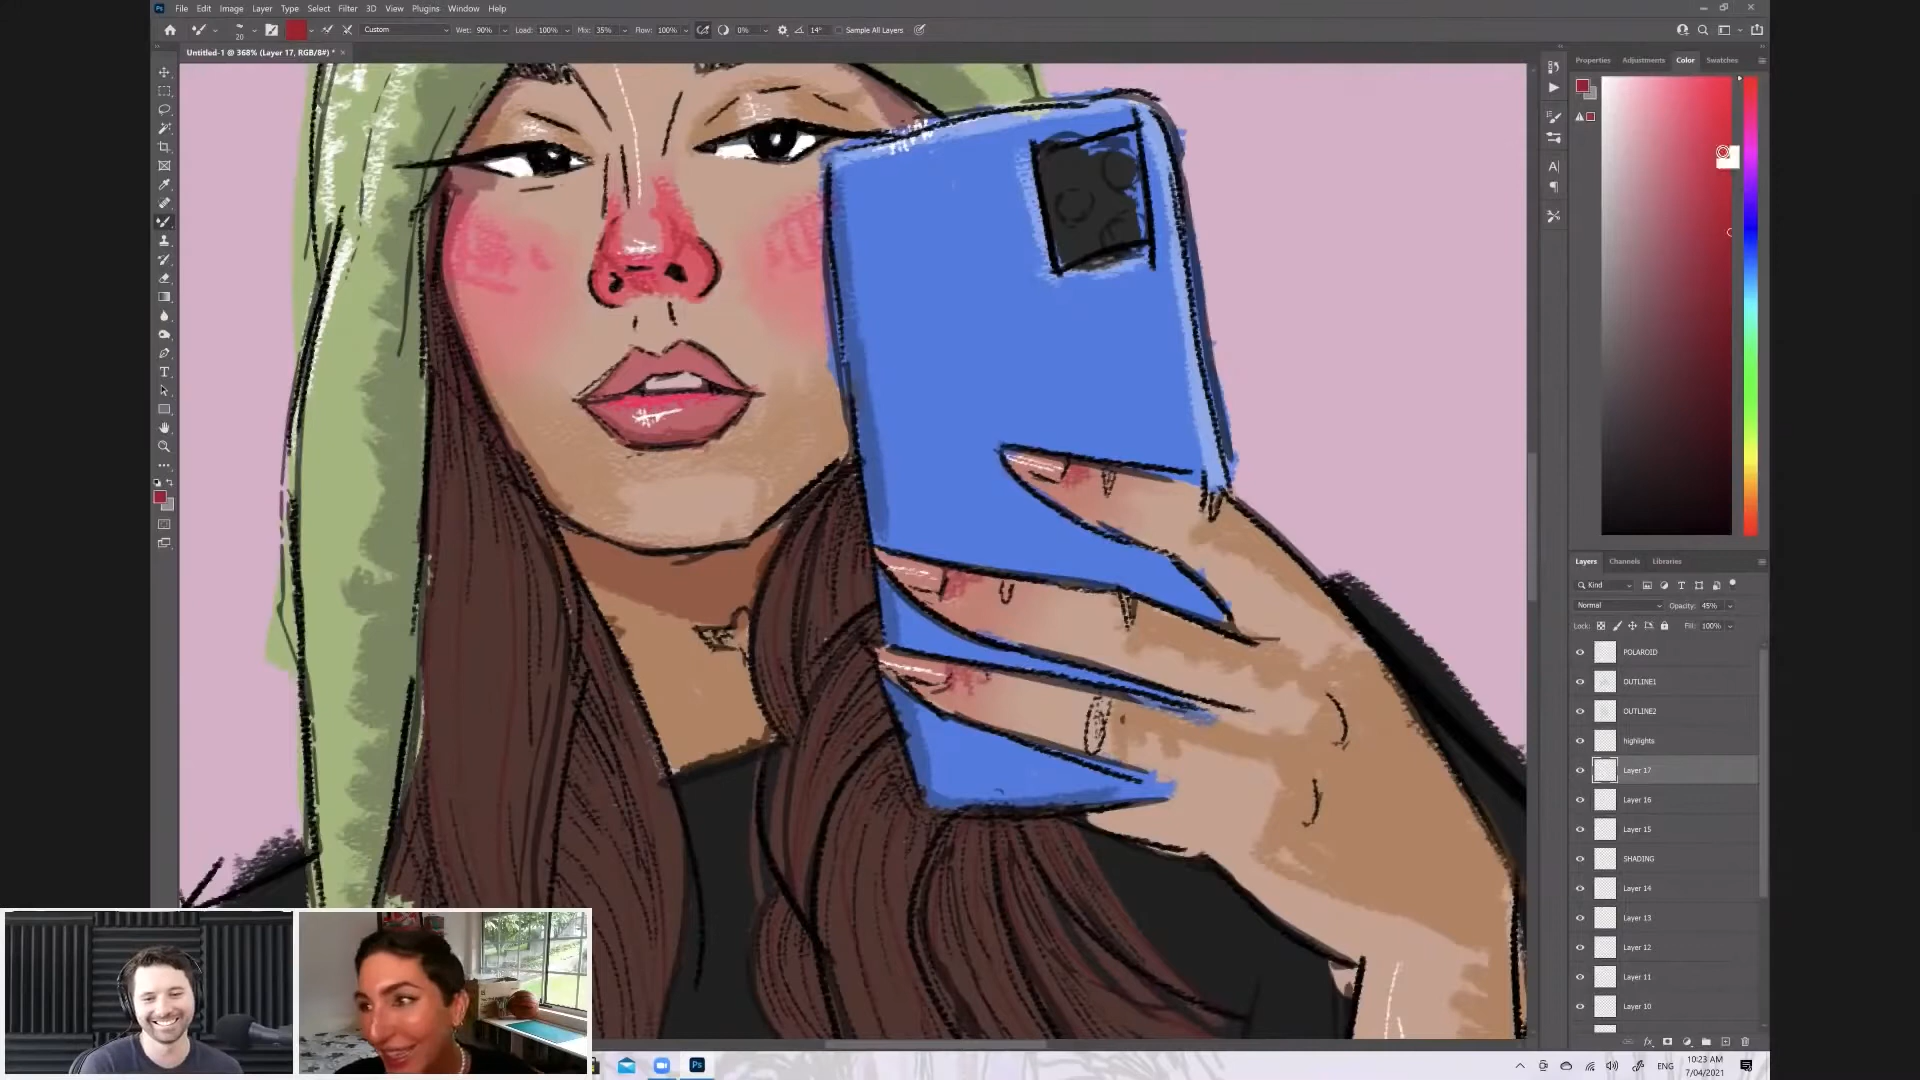 File Edit Image Layer Type Select Filter 3D View Plugins Window Help
20 Custom Wet: 90% Load: 100% Mix: 35% Flow: 100% 0% 14° Sample All Layers
Untitled-1 @ 368% (Layer 17, RGB/8#) *
Properties Adjustments Color Swatches
Layers Channels Libraries
Kind
Normal Opacity: 45%
Lock: Fill: 100%
POLAROID
OUTLINE1
OUTLINE2
highlights
Layer 17
Layer 16
Layer 15
SHADING
Layer 14
Layer 13
Layer 12
Layer 11
Layer 10
Ps ENG 10:23 AM
7/04/2021